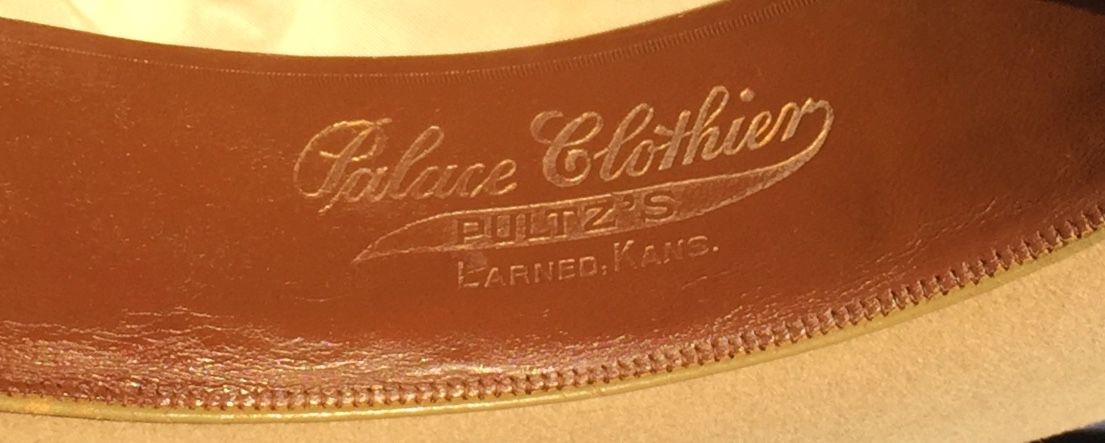 Palace Clothier
PULTZ'S
LARNED, KANS.